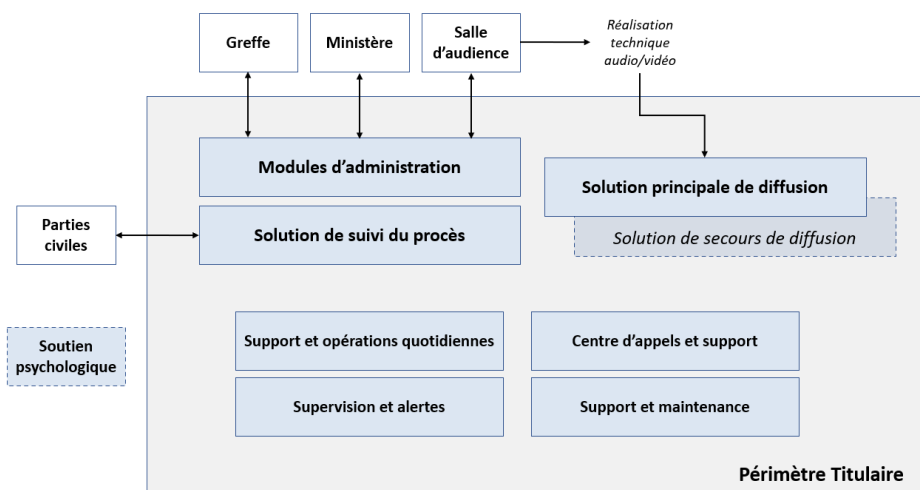 Greffe
Ministère
Salle
d’audience
Réalisation
technique
audio/vidéo
Modules d’administration
Solution principale de diffusion
Solution de secours de diffusion
Parties
civiles
Solution de suivi du procès
Soutien
psychologique
Support et opérations quotidiennes
Centre d’appels et support
Supervision et alertes
Support et maintenance
Périmètre Titulaire